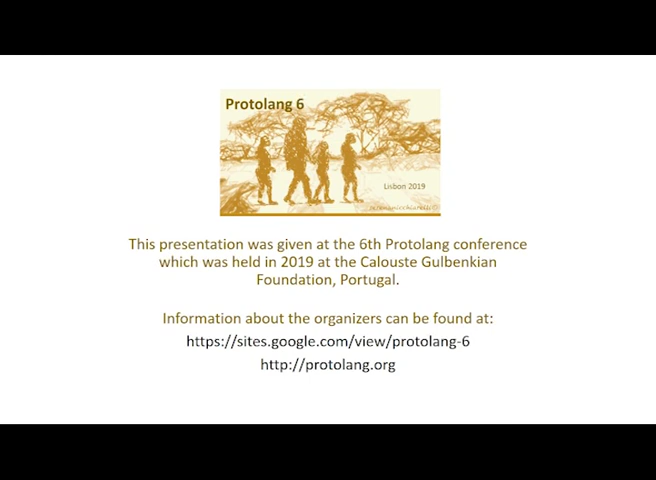 Protolang 6
Lisbon 2019
This presentation was given at the 6th Protolang conference
which was held in 2019 at the Calouste Gulbenkian
Foundation, Portugal.
Information about the organizers can be found at:
https://sites.google.com/view/protolang-6
http://protolang.org